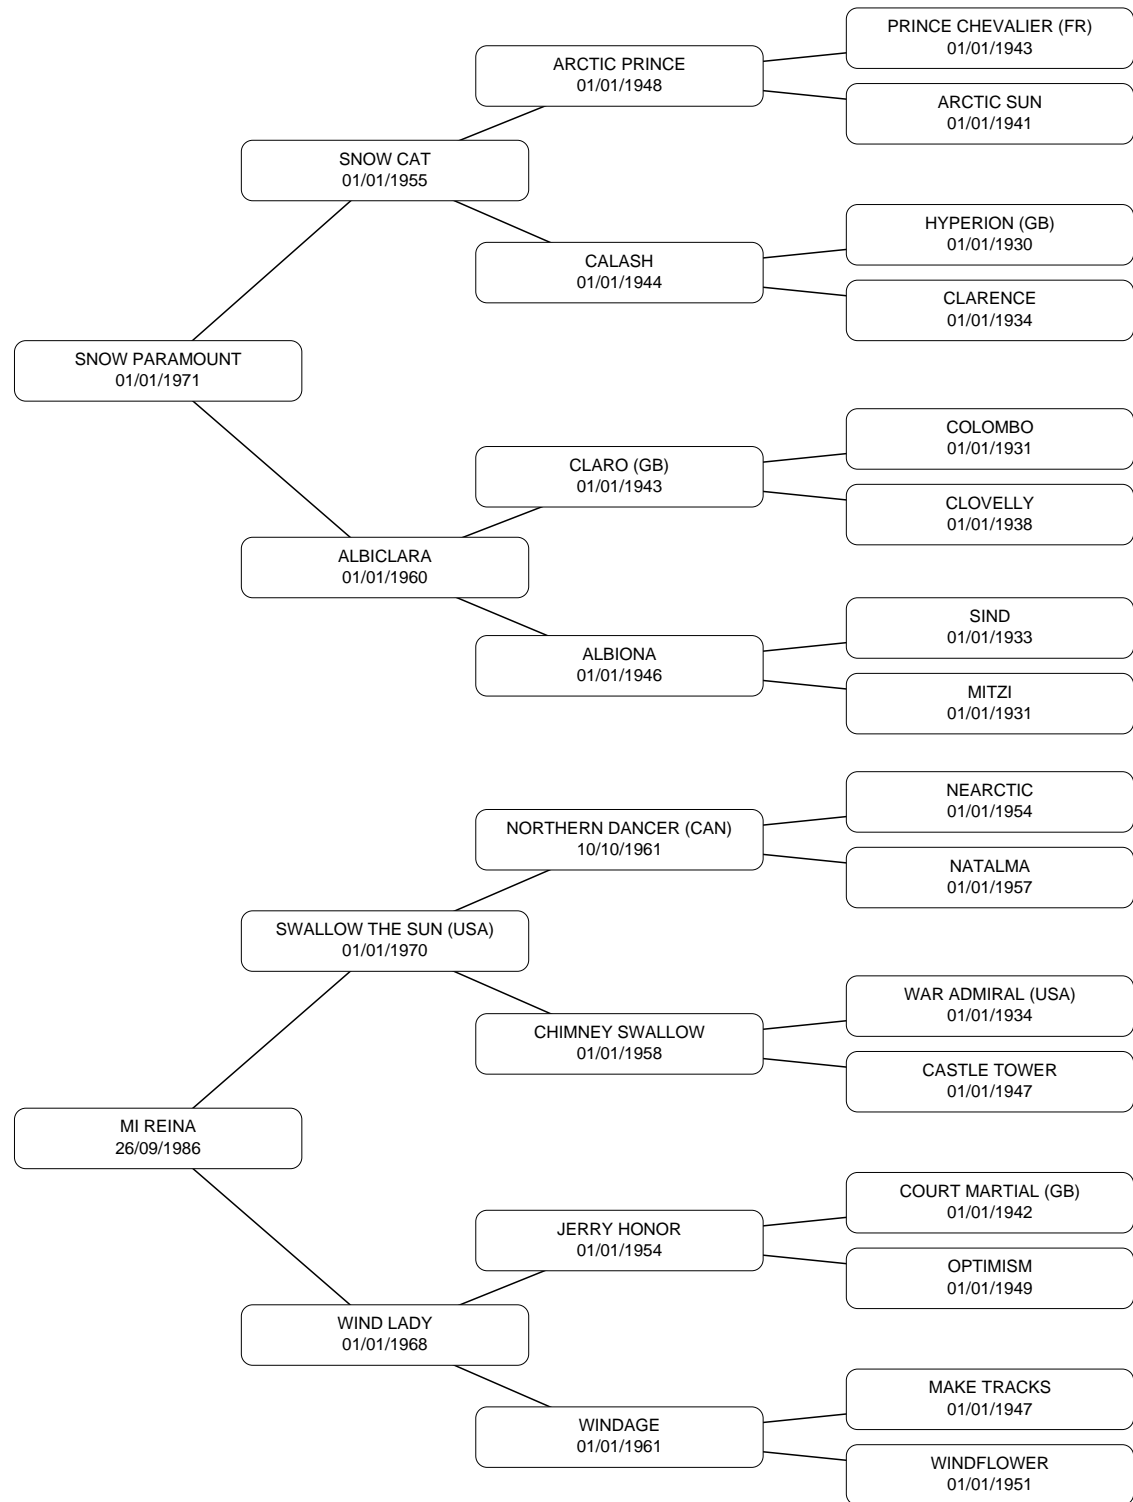 PRINCE CHEVALIER (FR)
01/01/1943
ARCTIC PRINCE
01/01/1948
ARCTIC SUN
01/01/1941
SNOW CAT
01/01/1955
HYPERION (GB)
01/01/1930
CALASH
01/01/1944
CLARENCE
01/01/1934
SNOW PARAMOUNT
01/01/1971
COLOMBO
01/01/1931
CLARO (GB)
01/01/1943
CLOVELLY
01/01/1938
ALBICLARA
01/01/1960
SIND
01/01/1933
ALBIONA
01/01/1946
MITZI
01/01/1931
NEARCTIC
01/01/1954
NORTHERN DANCER (CAN)
10/10/1961
NATALMA
01/01/1957
SWALLOW THE SUN (USA)
01/01/1970
WAR ADMIRAL (USA)
01/01/1934
CHIMNEY SWALLOW
01/01/1958
CASTLE TOWER
01/01/1947
MI REINA
26/09/1986
COURT MARTIAL (GB)
01/01/1942
JERRY HONOR
01/01/1954
OPTIMISM
01/01/1949
WIND LADY
01/01/1968
MAKE TRACKS
01/01/1947
WINDAGE
01/01/1961
WINDFLOWER
01/01/1951